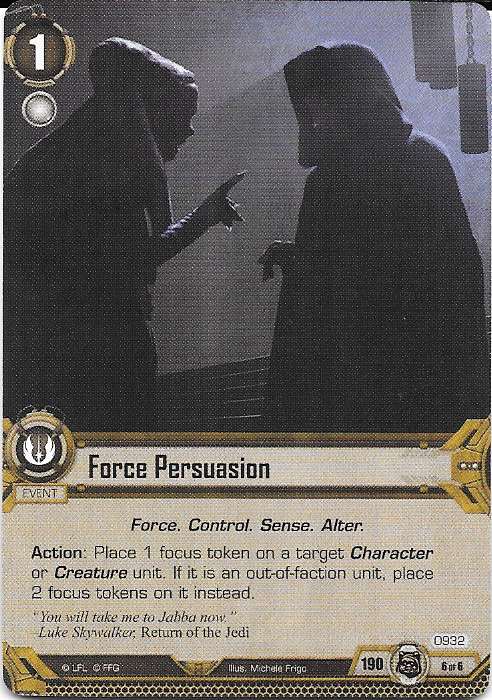 1
Force Persuasion
EVENT
Force. Control. Sense. Alter.
Action: Place 1 focus token on a target Character
or Creature unit. If it is an out-of-faction unit, place
2 focus tokens on it instead.
"You will take me to Jabba now."
-Luke Skywalker, Return of the Jedi
0932
© LFL © FFG
Illus. Michele Frigo
190
6 of 6